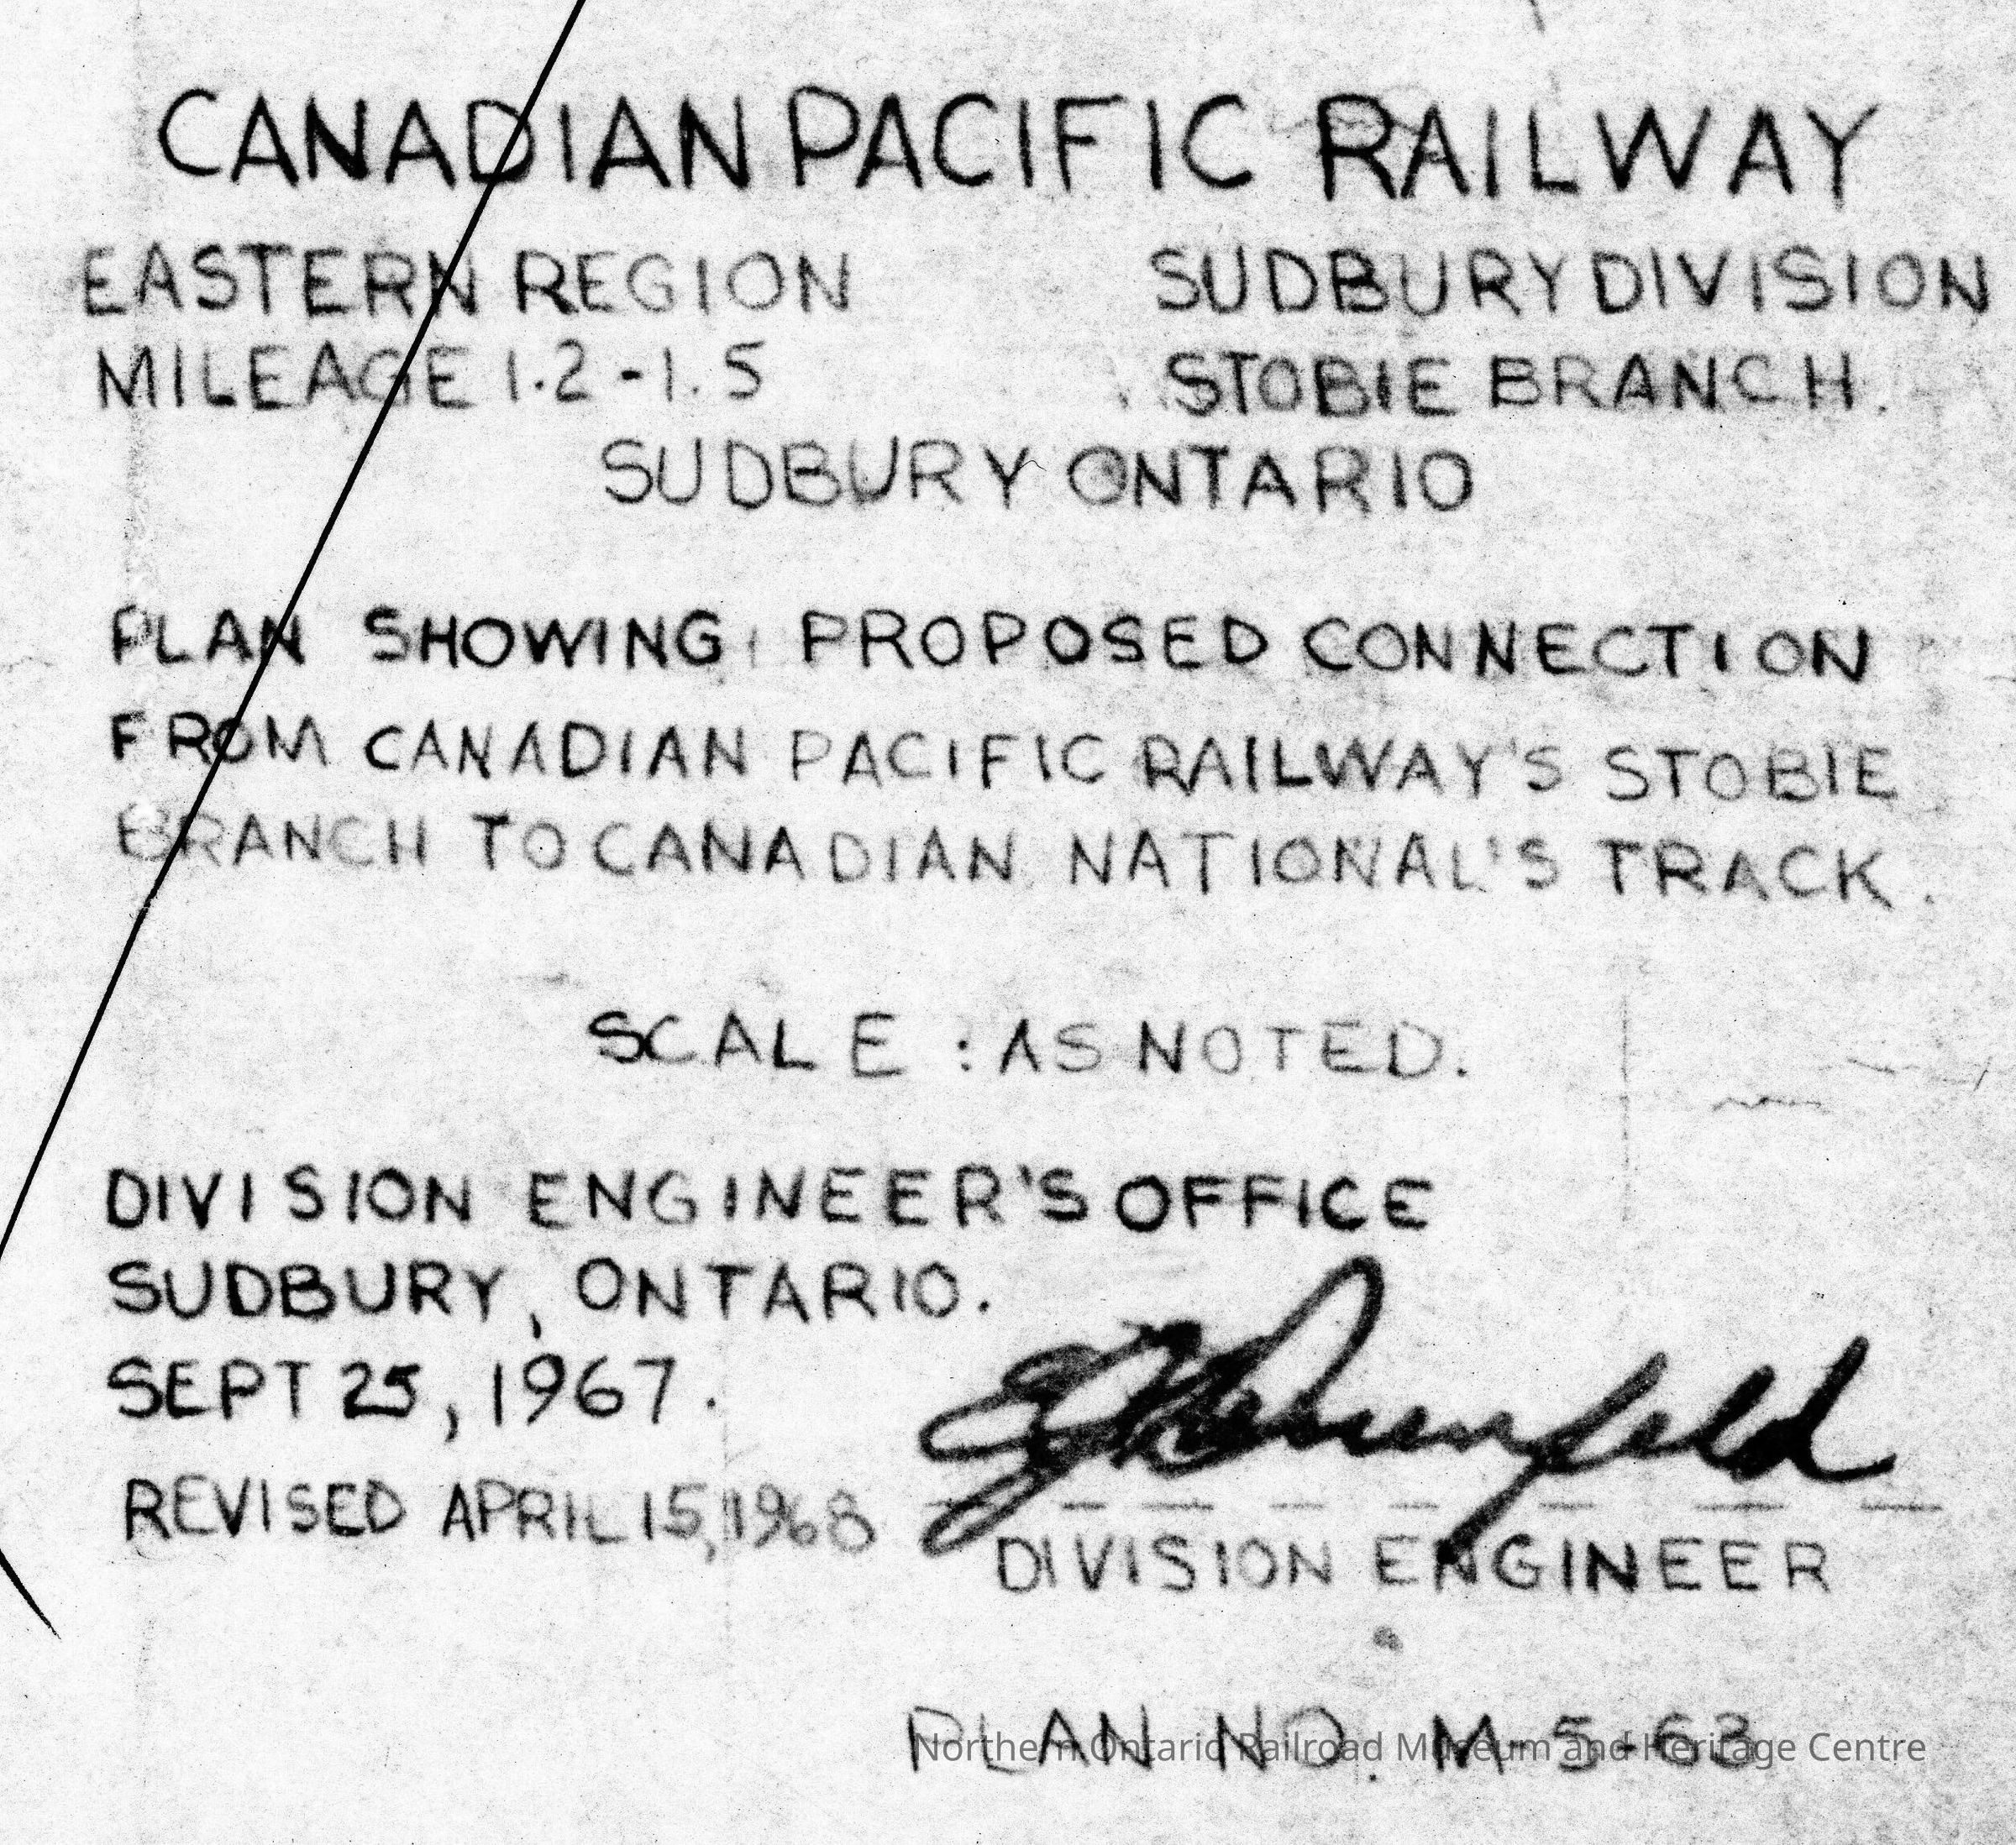 CANADIAN PACIFIC RAILWAY
EASTERN REGION SUDBURY DIVISION
MILEAGE 1.2 - 1.5 STOBIE BRANCH.
SUDBURY ONTARIO
PLAN SHOWING: PROPOSED CONNECTION
FROM CANADIAN PACIFIC RAILWAY'S STOBIE
BRANCH TO CANADIAN NATIONAL'S TRACK.
SCALE : AS NOTED.
DIVISION ENGINEER'S OFFICE
SUDBURY, ONTARIO.
SEPT 25, 1967.
REVISED APRIL 15, 1968
DIVISION ENGINEER
PLAN NO. M-5-63
Northern Ontario Railroad Museum and Heritage Centre